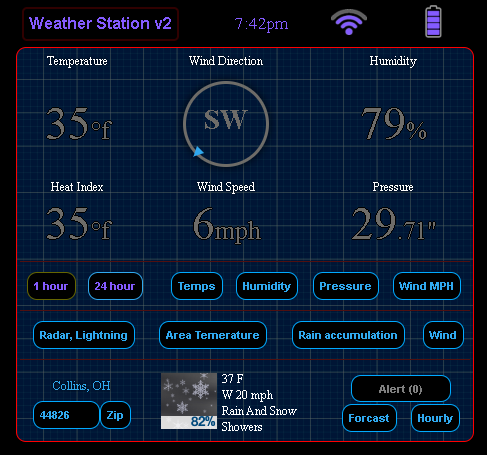 Weather Station v2
7:42pm
Temperature
Wind Direction
Humidity
35°f
SW
79%
Heat Index
Wind Speed
Pressure
35°f
6mph
29.71"
1 hour
24 hour
Temps
Humidity
Pressure
Wind MPH
Radar, Lightning
Area Temerature
Rain accumulation
Wind
Collins, OH
44826
Zip
82%
37 F
W 20 mph
Rain And Snow
Showers
Alert (0)
Forcast
Hourly